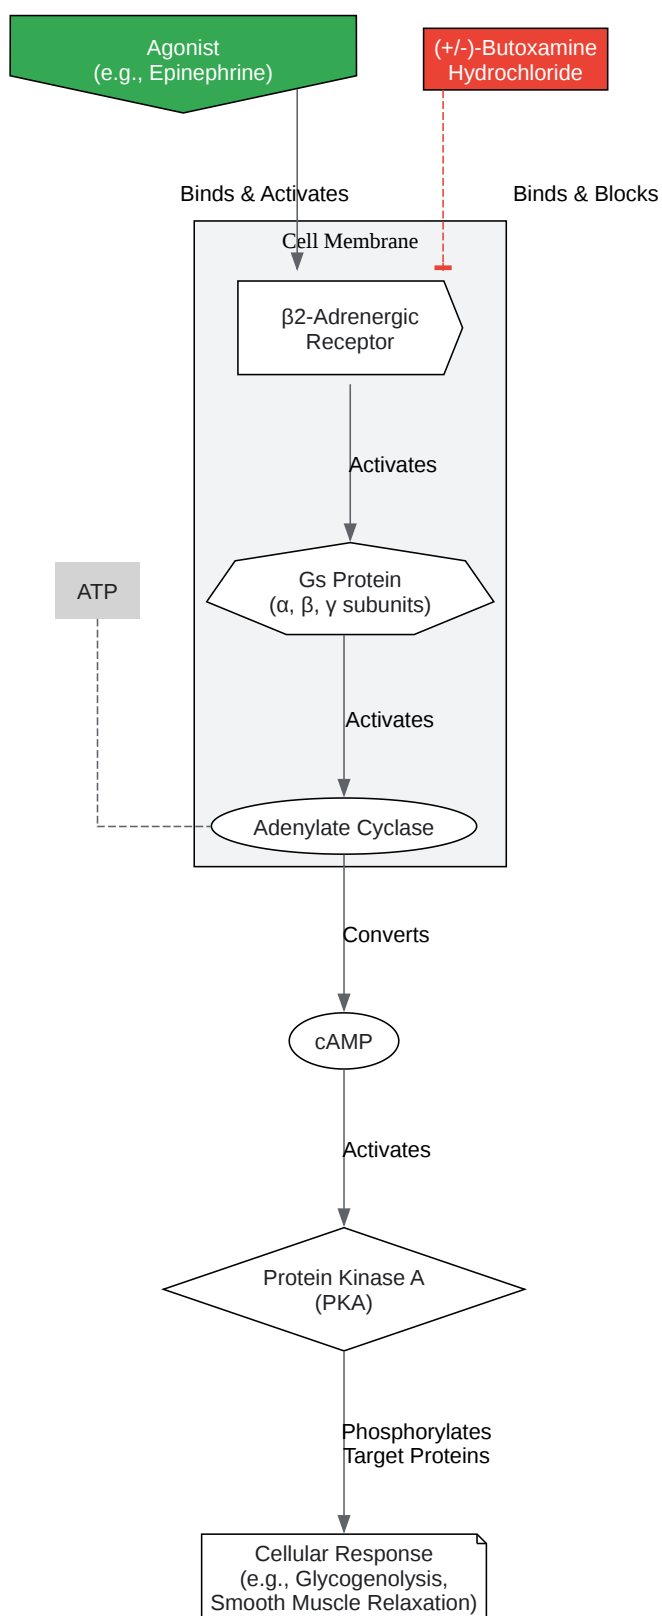 Agonist
(e.g., Epinephrine)
(+/-)-Butoxamine
Hydrochloride
Binds & Activates
Binds & Blocks
Cell Membrane
β2-Adrenergic
Receptor
Activates
Gs Protein
(α, β, γ subunits)
ATP
Activates
Adenylate Cyclase
Converts
cAMP
Activates
Protein Kinase A
(PKA)
Phosphorylates
Target Proteins
Cellular Response
(e.g., Glycogenolysis,
Smooth Muscle Relaxation)